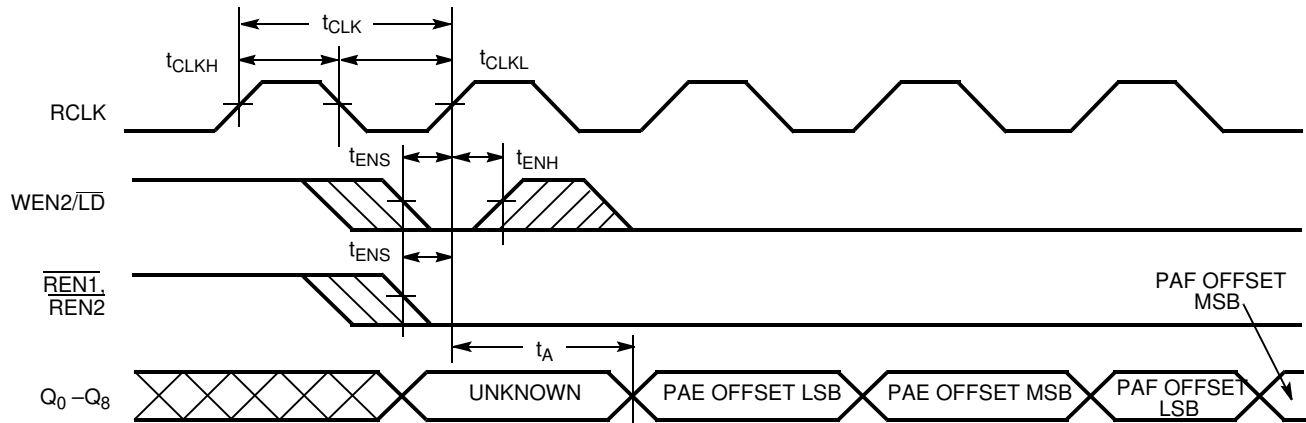 tCLK
tCLKH
tCLKL
RCLK
tENS
tENH
WEN2/LD
tENS
REN1,
REN2
PAF OFFSET
MSB
tA
Q0 –Q8
UNKNOWN
PAE OFFSET LSB
PAE OFFSET MSB
PAF OFFSET
LSB